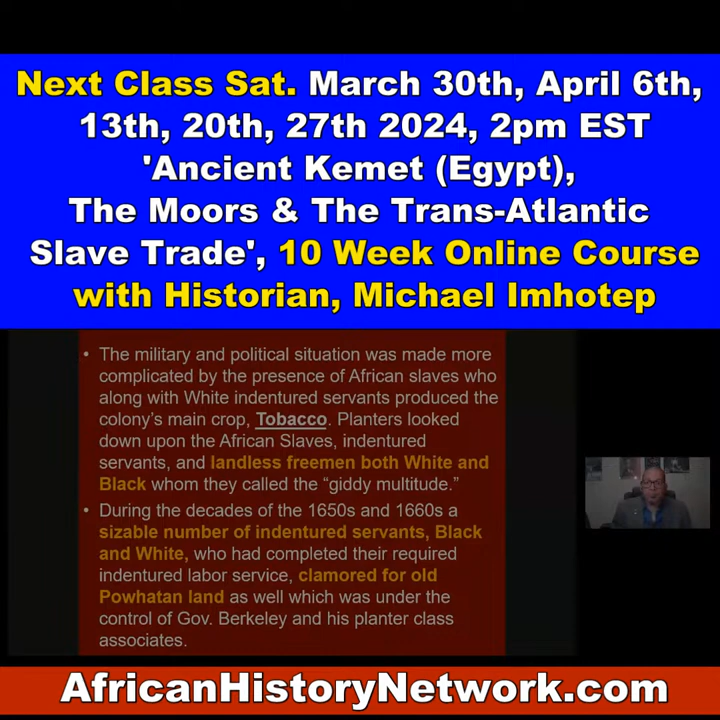 Next Class Sat. March 30th, April 6th,
13th, 20th, 27th 2024, 2pm EST
'Ancient Kemet (Egypt),
The Moors & The Trans-Atlantic
Slave Trade', 10 Week Online Course
with Historian, Michael Imhotep
• The military and political situation was made more
complicated by the presence of African slaves who
along with White indentured servants produced the
colony's main crop, Tobacco. Planters looked
down upon the African Slaves, indentured
servants, and landless freemen both White and
Black whom they called the “giddy multitude.”
• During the decades of the 1650s and 1660s a
sizable number of indentured servants, Black
and White, who had completed their required
indentured labor service, clamored for old
Powhatan land as well which was under the
control of Gov. Berkeley and his planter class
associates.
AfricanHistoryNetwork.com